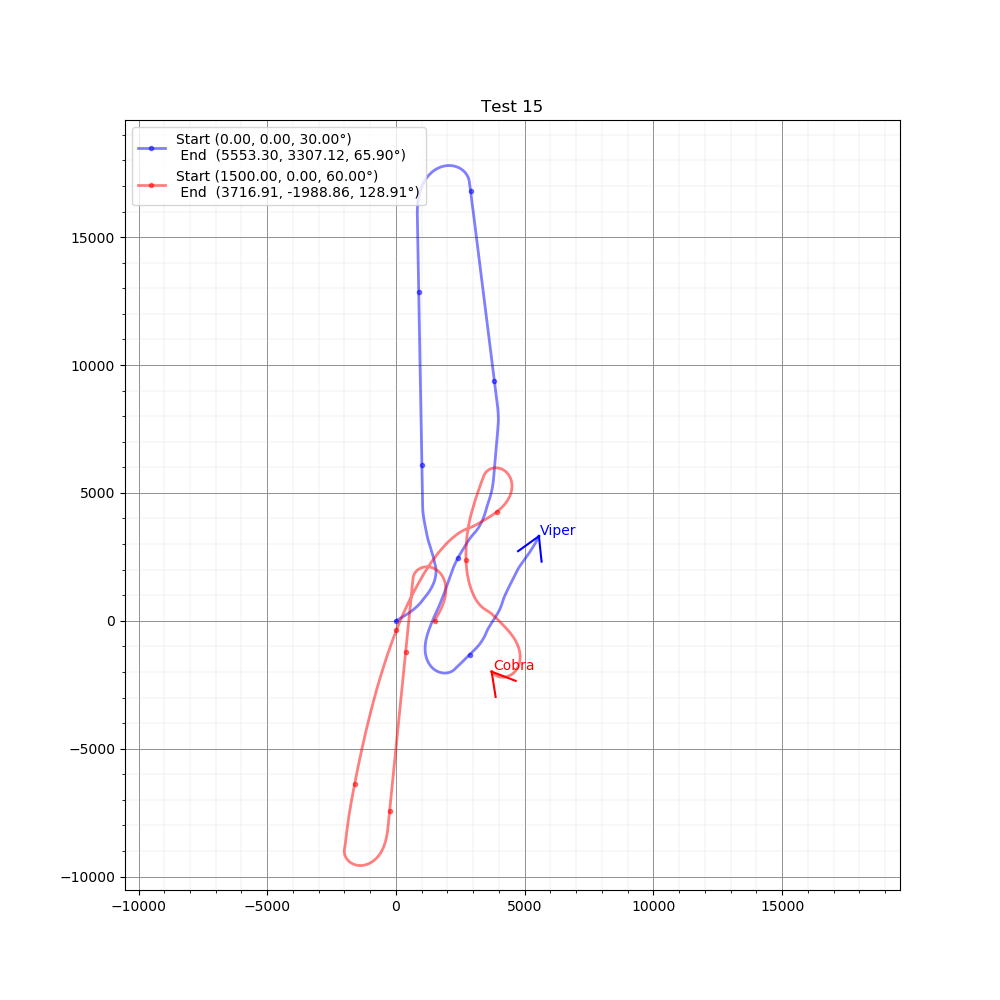 Test 15
Start (0.00, 0.00, 30.00°)
End (5553.30, 3307.12, 65.90°)
Start (1500.00, 0.00, 60.00°)
End (3716.91, -1988.86, 128.91°)
15000
10000
5000
0
−5000
−10000
Viper
Cobra
−10000 −5000 0 5000 10000 15000